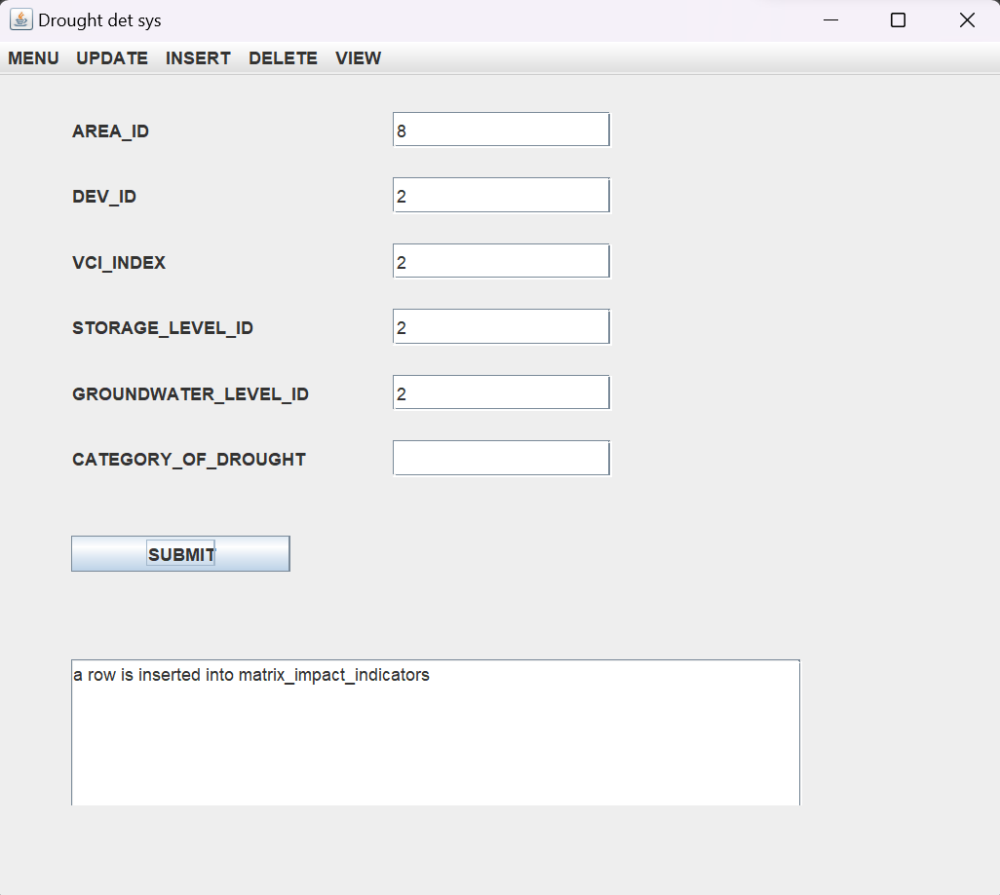 Drought det sys
MENU UPDATE INSERT DELETE VIEW
AREA_ID 8
DEV_ID 2
VCI_INDEX 2
STORAGE_LEVEL_ID 2
GROUNDWATER_LEVEL_ID 2
CATEGORY_OF_DROUGHT
SUBMIT
a row is inserted into matrix_impact_indicators